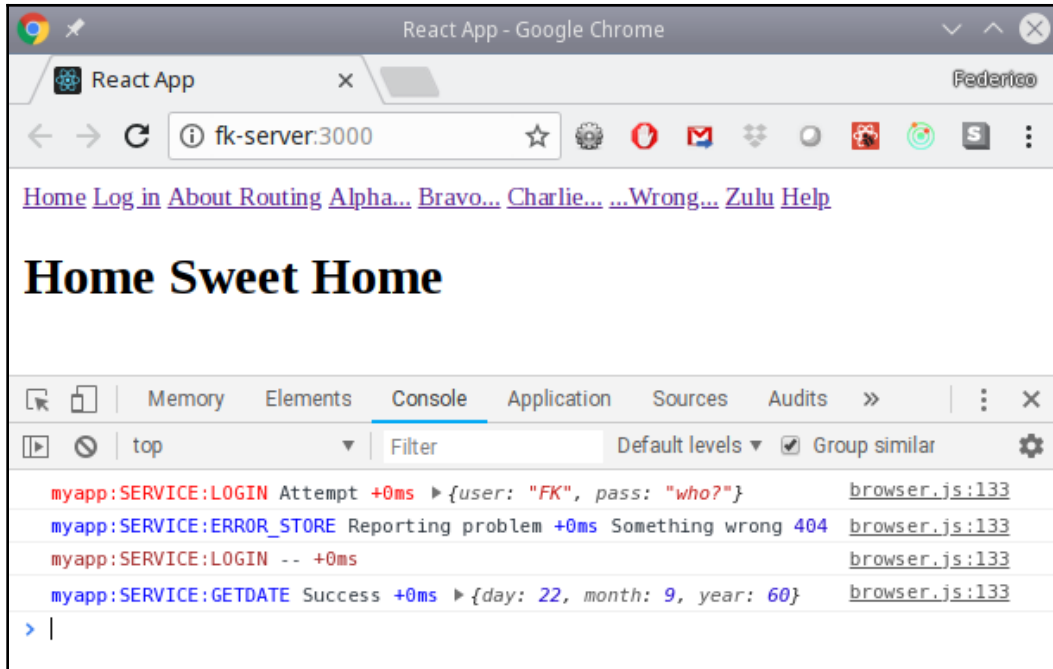 React App - Google Chrome
React App
Federico
fk-server:3000
S
Home Log in About Routing Alpha... Bravo... Charlie... ...Wrong... Zulu Help
Home Sweet Home
Memory Elements Console Application Sources Audits »
top Filter Default levels Group similar
myapp:SERVICE:LOGIN Attempt +0ms {user: "FK", pass: "who?"} browser.js:133
myapp:SERVICE:ERROR_STORE Reporting problem +0ms Something wrong 404 browser.js:133
myapp:SERVICE:LOGIN -- +0ms browser.js:133
myapp:SERVICE:GETDATE Success +0ms {day: 22, month: 9, year: 60} browser.js:133
>